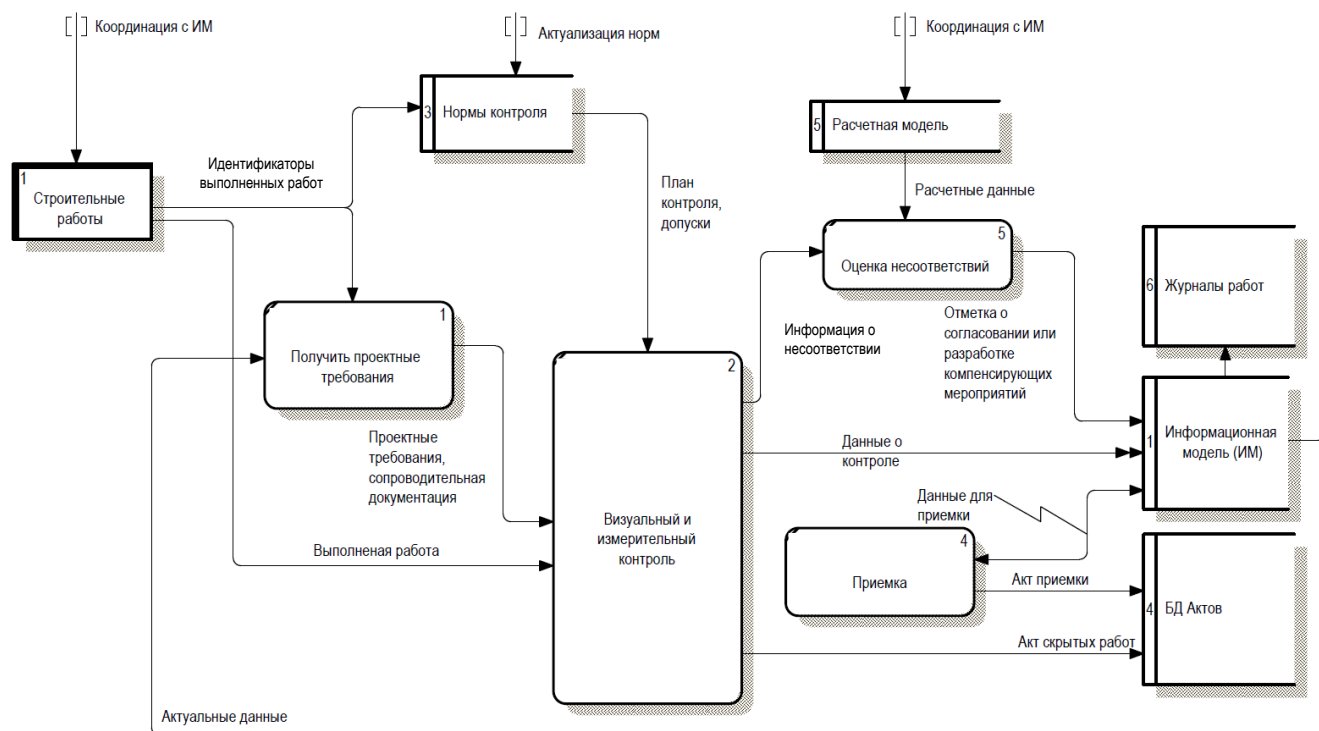 Координация с ИМ
Актуализация норм
Координация с ИМ
3
Нормы контроля
5
Расчетная модель
1
Строительные
работы
Идентификаторы
выполненных работ
План
контроля,
допуски
Расчетные данные
5
Оценка несоответствий
6
Журналы работ
1
Получить проектные
требования
Информация о
несоответствии
Отметка о
согласовании или
разработке
компенсирующих
мероприятий
2
Визуальный и
измерительный
контроль
Проектные
требования,
сопроводительная
документация
Данные о
контроле
1
Информационная
модель (ИМ)
Данные для
приемки
Выполненая работа
4
Приемка
Акт приемки
4
БД Актов
Акт скрытых работ
Актуальные данные